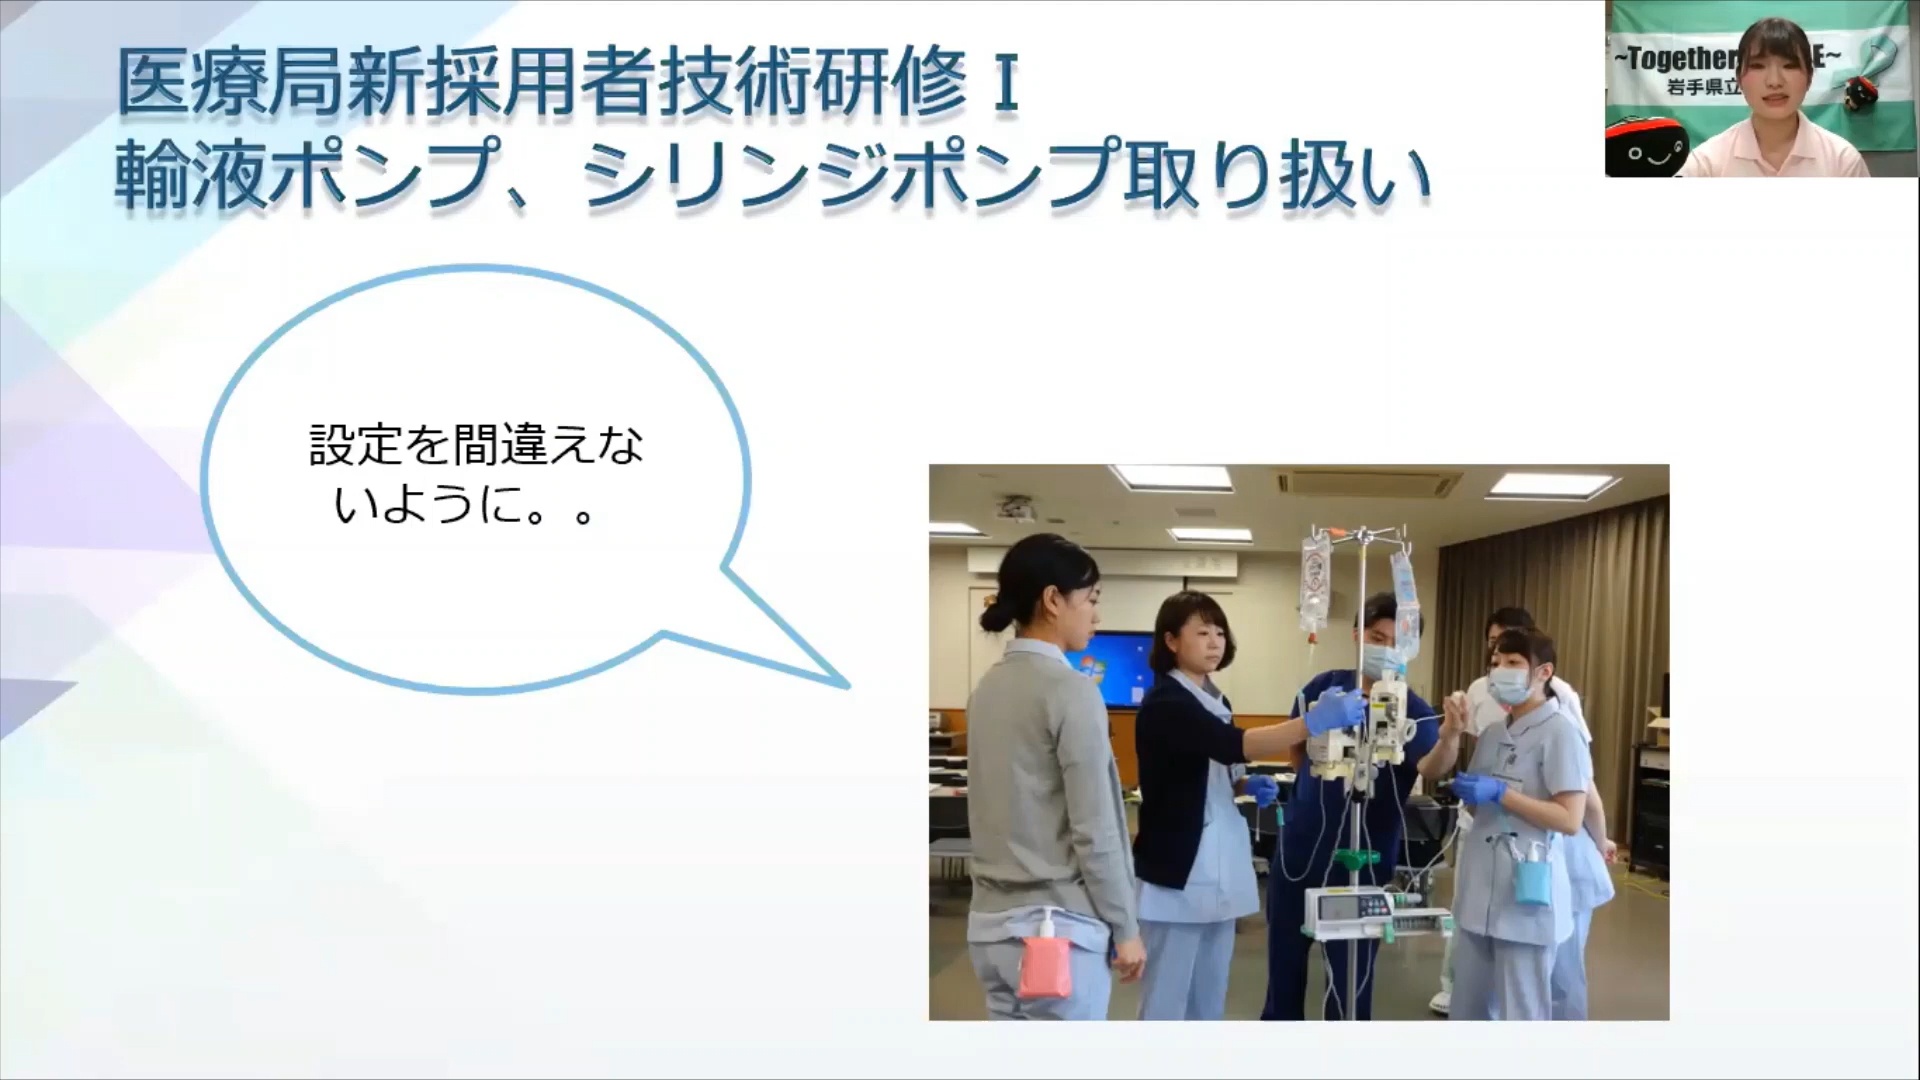 医療局新採用者技術研修Ⅰ
輸液ポンプ、シリンジポンプ取り扱い
~Together
E~
岩手県立
設定を間違えな
いように。。